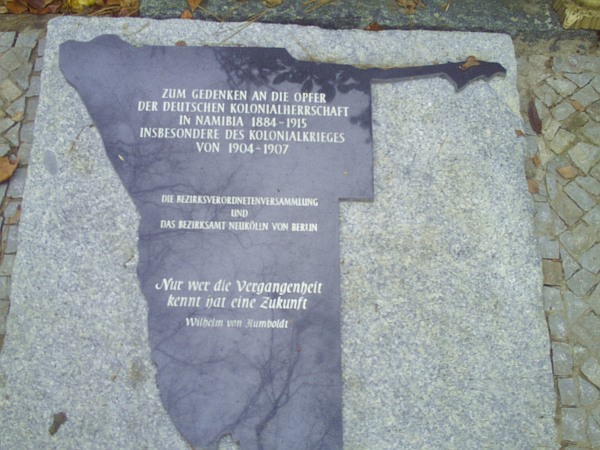 ZUM GEDENKEN AN DIE OPFER
DER DEUTSCHEN KOLONIALHERRSCHAFT
IN NAMIBIA 1884–1915
INSBESONDERE DES KOLONIALKRIEGES
VON 1904–1907
DIE BEZIRKSVERORDNETENVERSAMMLUNG
UND
DAS BEZIRKSAMT NEUKÖLLN VON BERLIN
Nur wer die Vergangenheit
kennt hat eine Zukunft
Wilhelm von Humboldt